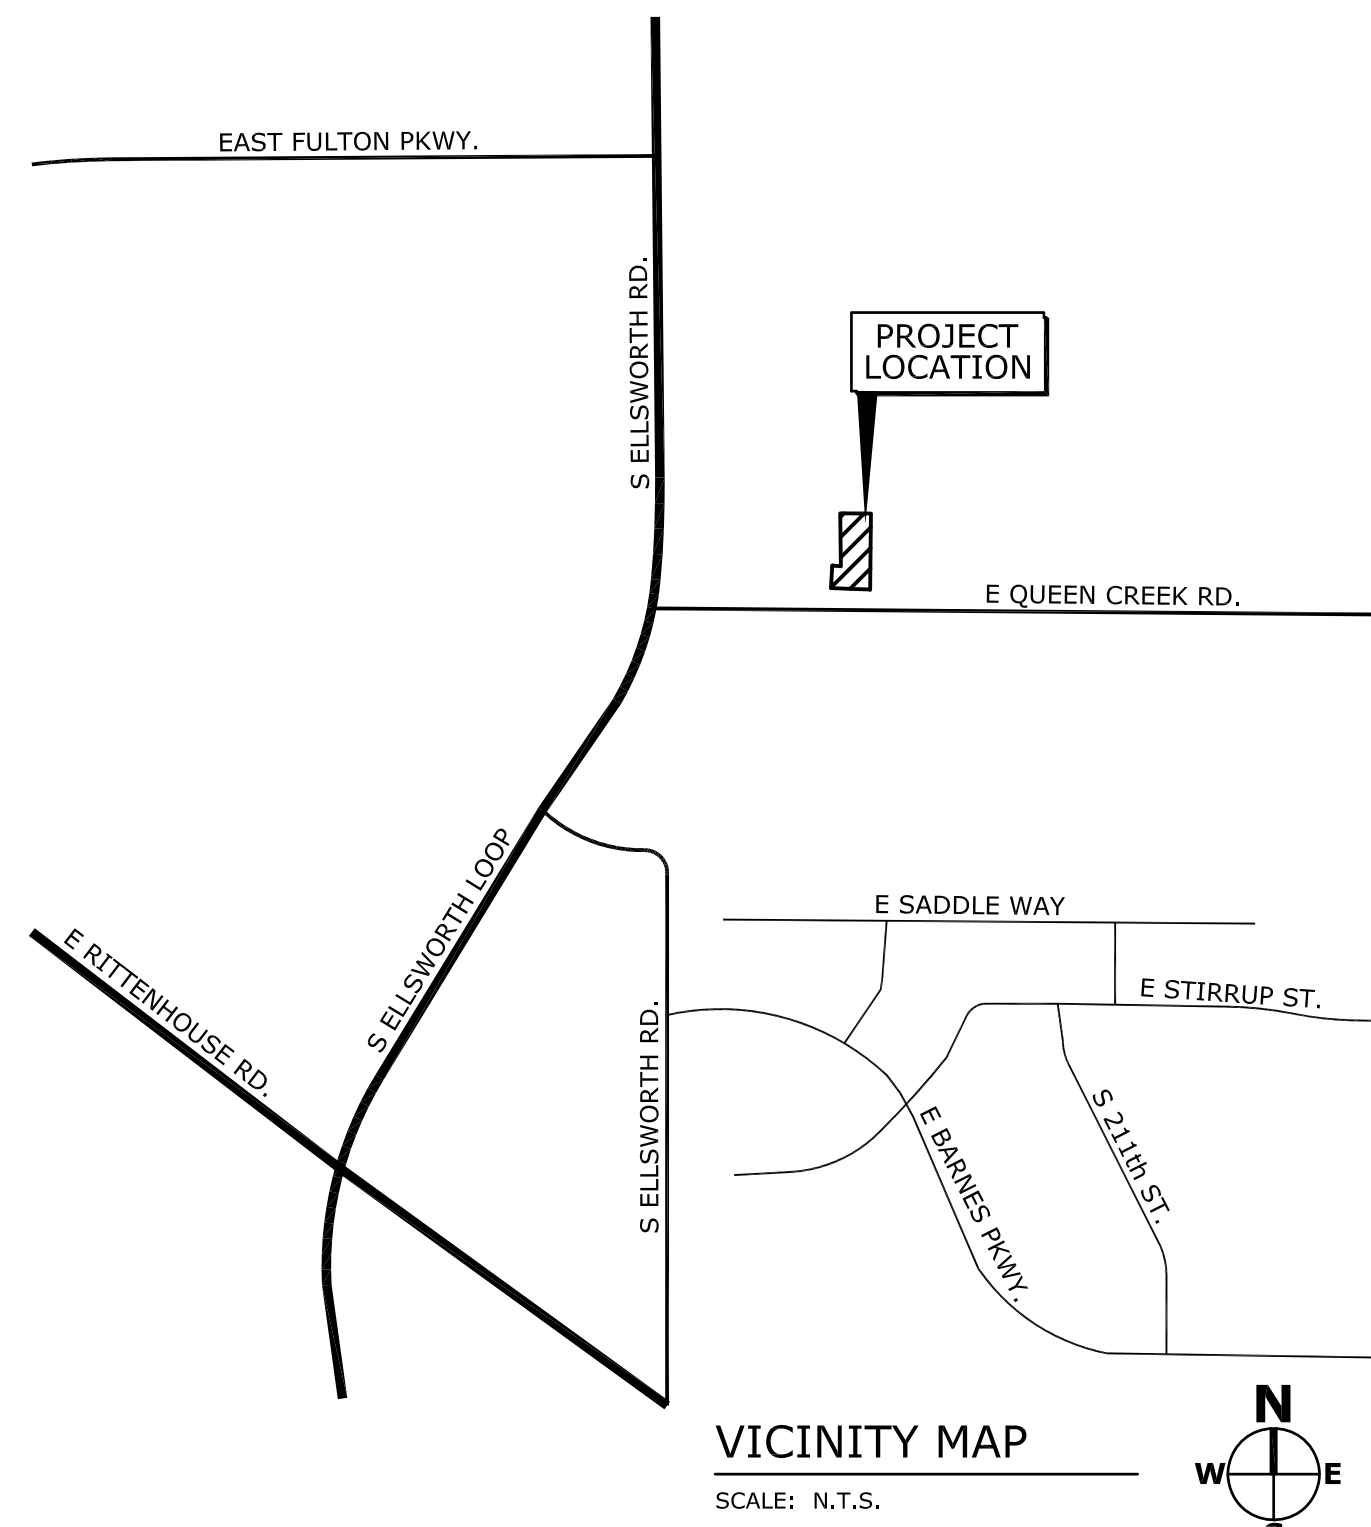 EAST FULTON PKWY.
S ELLSWORTH RD.
PROJECT
LOCATION
E QUEEN CREEK RD.
S ELLSWORTH LOOP
E SADDLE WAY
E RITTENHOUSE RD.
E STIRRUP ST.
S ELLSWORTH RD.
S 211th ST.
E BARNES PKWY.
N
VICINITY MAP
W
E
SCALE: N.T.S.
S